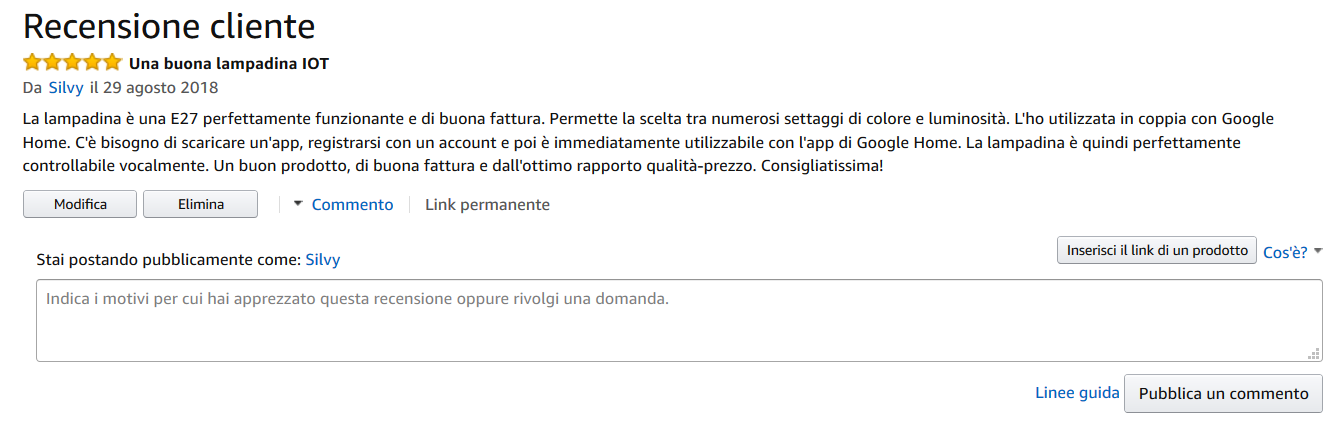 Recensione cliente
Una buona lampadina IOT
Da Silvy il 29 agosto 2018
La lampadina è una E27 perfettamente funzionante e di buona fattura. Permette la scelta tra numerosi settaggi di colore e luminosità. L'ho utilizzata in coppia con Google
Home. C'è bisogno di scaricare un'app, registrarsi con un account e poi è immediatamente utilizzabile con l'app di Google Home. La lampadina è quindi perfettamente
controllabile vocalmente. Un buon prodotto, di buona fattura e dall'ottimo rapporto qualità-prezzo. Consigliatissima!
Modifica Elimina Commento Link permanente
Stai postando pubblicamente come: Silvy Inserisci il link di un prodotto Cos'è?
Indica i motivi per cui hai apprezzato questa recensione oppure rivolgi una domanda.
Linee guida Pubblica un commento